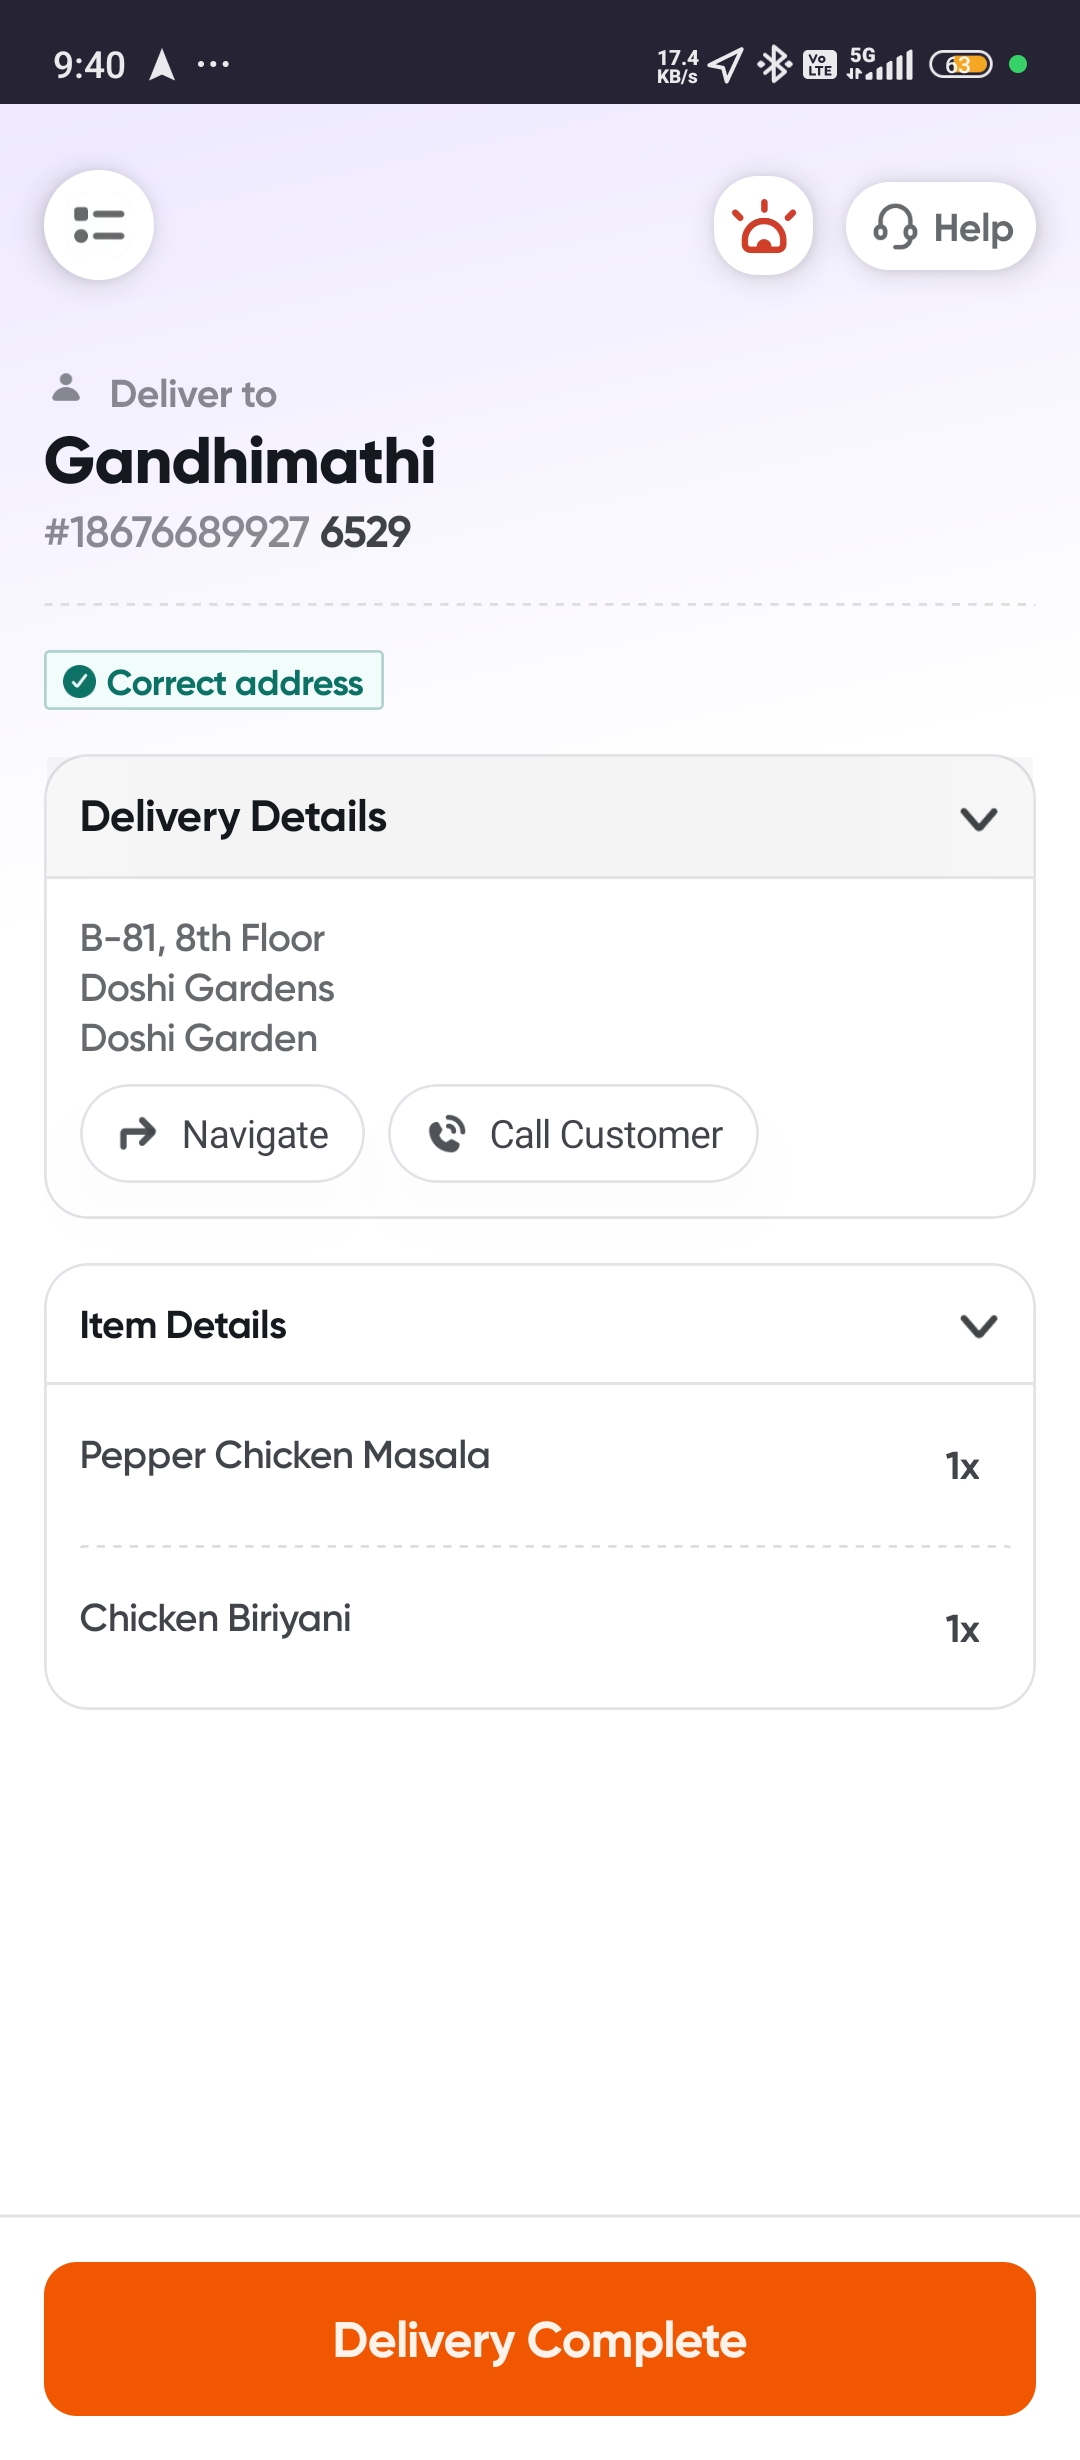 9:40
17.4 KB/s
Vo LTE
5G
63
Help
Deliver to
Gandhimathi
#18676689927 6529
Correct address
Delivery Details
B-81, 8th Floor
Doshi Gardens
Doshi Garden
Navigate
Call Customer
Item Details
Pepper Chicken Masala
1x
Chicken Biriyani
1x
Delivery Complete